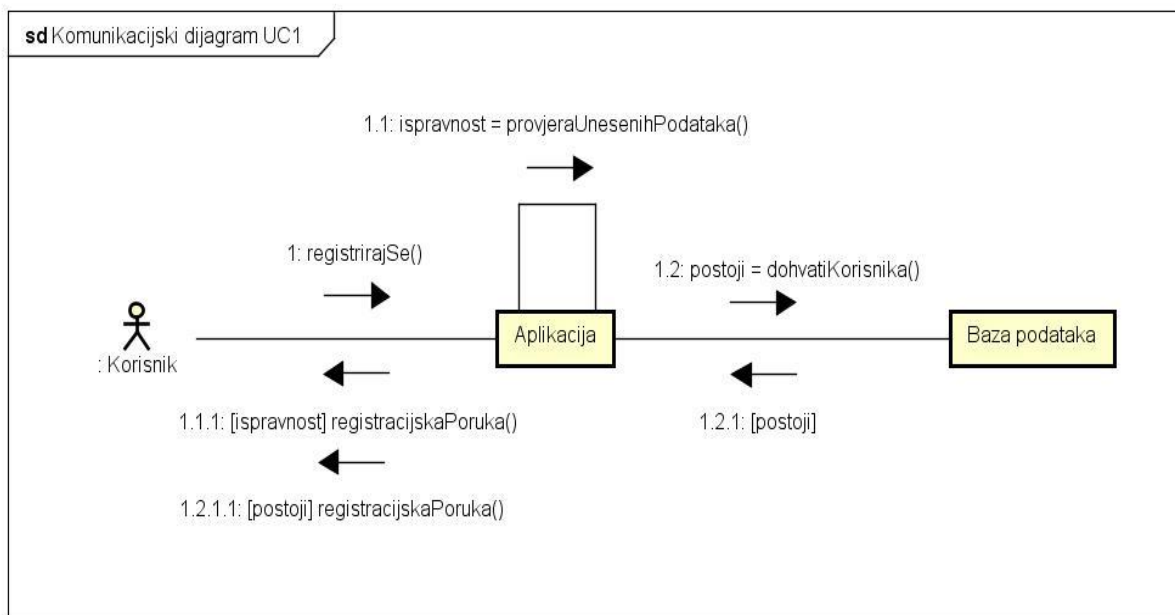 sd Komunikacijski dijagram UC1
1.1: ispravnost = provjeraUnesenihPodataka()
1: registrirajSe()
1.2: postoji = dohvatiKorisnika()
Aplikacija
Baza podataka
: Korisnik
1.1.1: [ispravnost] registracijskaPoruka()
1.2.1: [postoji]
1.2.1.1: [postoji] registracijskaPoruka()